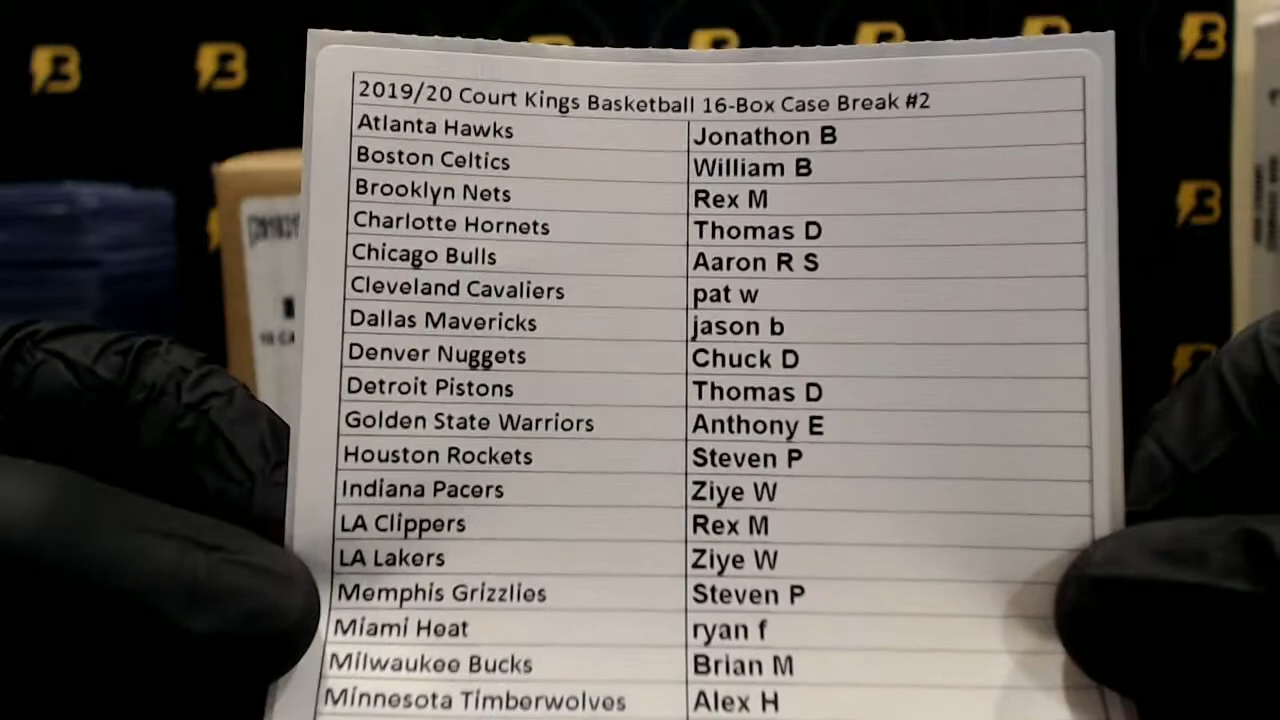 2019/20 Court Kings Basketball 16-Box Case Break #2
Atlanta Hawks Jonathon B
Boston Celtics William B
Brooklyn Nets Rex M
Charlotte Hornets Thomas D
Chicago Bulls Aaron R S
Cleveland Cavaliers pat w
Dallas Mavericks jason b
Denver Nuggets Chuck D
Detroit Pistons Thomas D
Golden State Warriors Anthony E
Houston Rockets Steven P
Indiana Pacers Ziye W
LA Clippers Rex M
LA Lakers Ziye W
Memphis Grizzlies Steven P
Miami Heat ryan f
Milwaukee Bucks Brian M
Minnesota Timberwolves Alex H